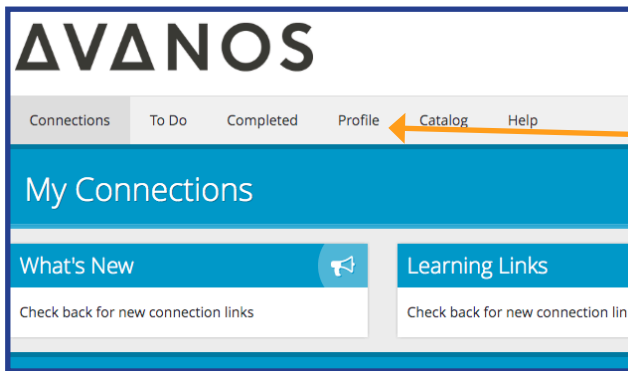 AVANOS
Connections To Do Completed Profile Catalog Help
My Connections
What's New
Learning Links
Check back for new connection links
Check back for new connection